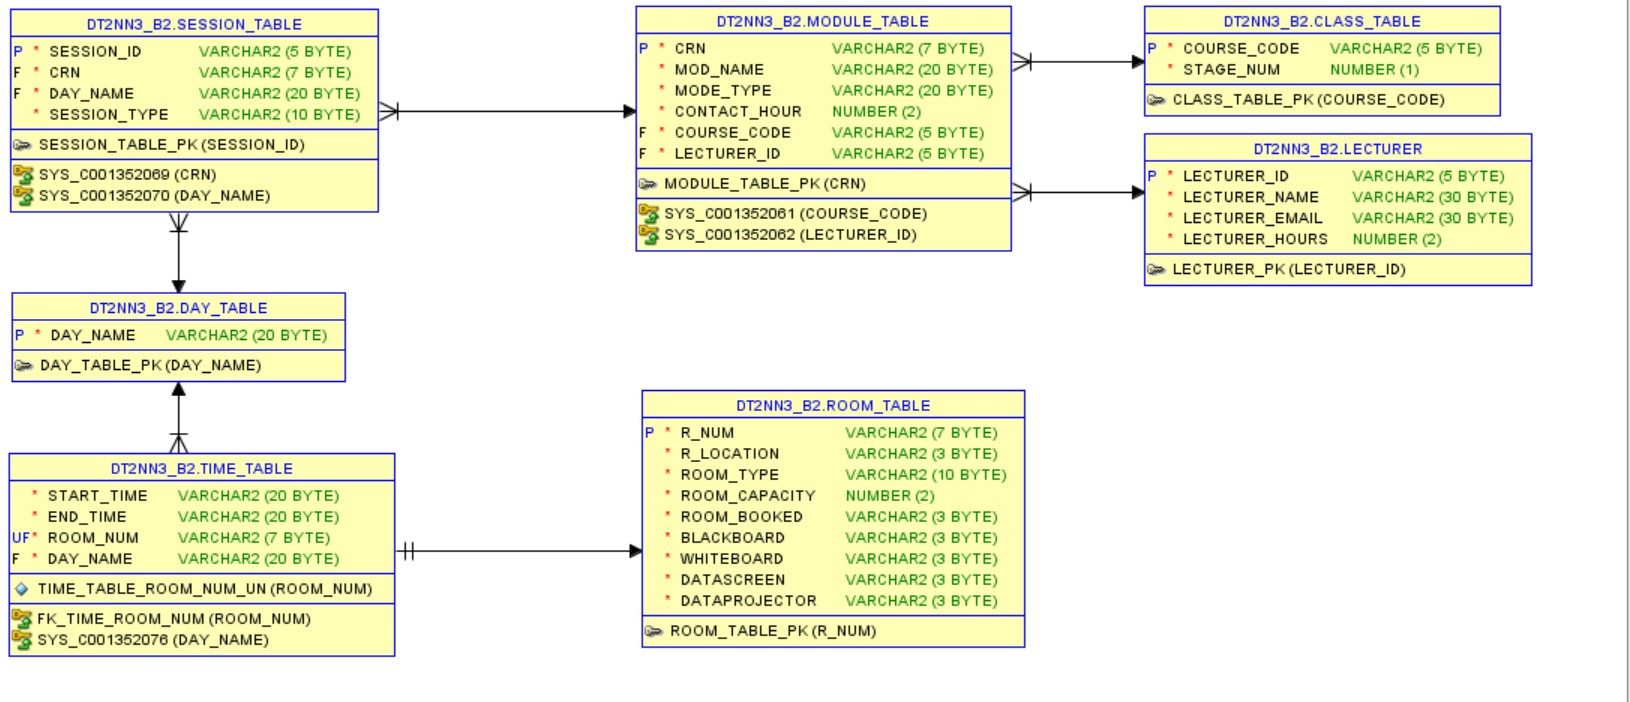 DT2NN3_B2.SESSION_TABLE
P * SESSION_ID VARCHAR2 (5 BYTE)
F * CRN VARCHAR2 (7 BYTE)
F * DAY_NAME VARCHAR2 (20 BYTE)
* SESSION_TYPE VARCHAR2 (10 BYTE)
SESSION_TABLE_PK (SESSION_ID)
SYS_C001352069 (CRN)
SYS_C001352070 (DAY_NAME)
DT2NN3_B2.MODULE_TABLE
P * CRN VARCHAR2 (7 BYTE)
* MOD_NAME VARCHAR2 (20 BYTE)
* MODE_TYPE VARCHAR2 (20 BYTE)
* CONTACT_HOUR NUMBER (2)
F * COURSE_CODE VARCHAR2 (5 BYTE)
F * LECTURER_ID VARCHAR2 (5 BYTE)
MODULE_TABLE_PK (CRN)
SYS_C001352061 (COURSE_CODE)
SYS_C001352062 (LECTURER_ID)
DT2NN3_B2.CLASS_TABLE
P * COURSE_CODE VARCHAR2 (5 BYTE)
* STAGE_NUM NUMBER (1)
CLASS_TABLE_PK (COURSE_CODE)
DT2NN3_B2.LECTURER
P * LECTURER_ID VARCHAR2 (5 BYTE)
* LECTURER_NAME VARCHAR2 (30 BYTE)
* LECTURER_EMAIL VARCHAR2 (30 BYTE)
* LECTURER_HOURS NUMBER (2)
LECTURER_PK (LECTURER_ID)
DT2NN3_B2.DAY_TABLE
P * DAY_NAME VARCHAR2 (20 BYTE)
DAY_TABLE_PK (DAY_NAME)
DT2NN3_B2.TIME_TABLE
* START_TIME VARCHAR2 (20 BYTE)
* END_TIME VARCHAR2 (20 BYTE)
UF * ROOM_NUM VARCHAR2 (7 BYTE)
F * DAY_NAME VARCHAR2 (20 BYTE)
TIME_TABLE_ROOM_NUM_UN (ROOM_NUM)
FK_TIME_ROOM_NUM (ROOM_NUM)
SYS_C001352076 (DAY_NAME)
DT2NN3_B2.ROOM_TABLE
P * R_NUM VARCHAR2 (7 BYTE)
* R_LOCATION VARCHAR2 (3 BYTE)
* ROOM_TYPE VARCHAR2 (10 BYTE)
* ROOM_CAPACITY NUMBER (2)
* ROOM_BOOKED VARCHAR2 (3 BYTE)
* BLACKBOARD VARCHAR2 (3 BYTE)
* WHITEBOARD VARCHAR2 (3 BYTE)
* DATASCREEN VARCHAR2 (3 BYTE)
* DATAPROJECTOR VARCHAR2 (3 BYTE)
ROOM_TABLE_PK (R_NUM)